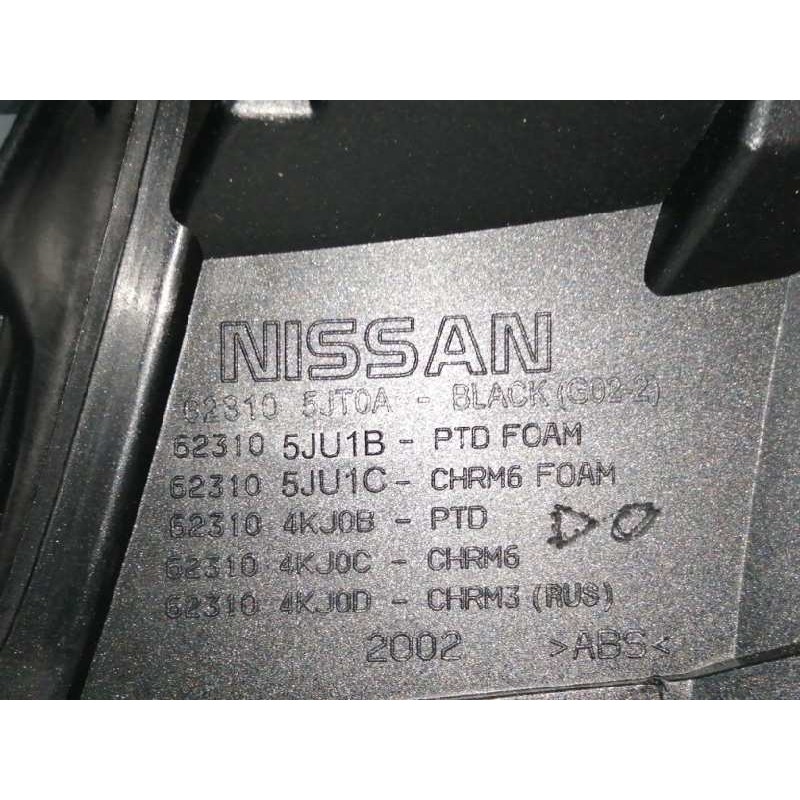 NISSAN
62310 5JT0A - BLACK (G02-2)
62310 5JU1B - PTD FOAM
62310 5JU1C - CHRM6 FOAM
62310 4KJ0B - PTD
DO
62310 4KJ0C - CHRM6
62310 4KJ0D - CHRM3 (RUS)
2002 >ABS<